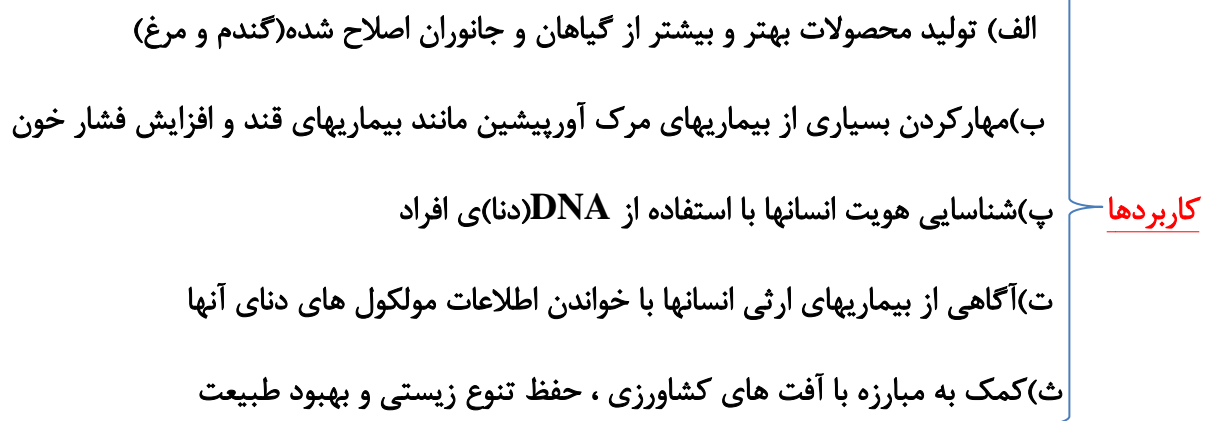 الف) تولید محصولات بهتر و بیشتر از گیاهان و جانوران اصلاح شده(گندم و مرغ)
ب)مهارکردن بسیاری از بیماریهای مرک آورپیشین مانند بیماریهای قند و افزایش فشار خون
کاربردها
پ)شناسایی هویت انسانها با استفاده از DNA(دنا)ی افراد
ت)آگاهی از بیماریهای ارثی انسانها با خواندن اطلاعات مولکول های دنای آنها
ث)کمک به مبارزه با آفت های کشاورزی ، حفظ تنوع زیستی و بهبود طبیعت